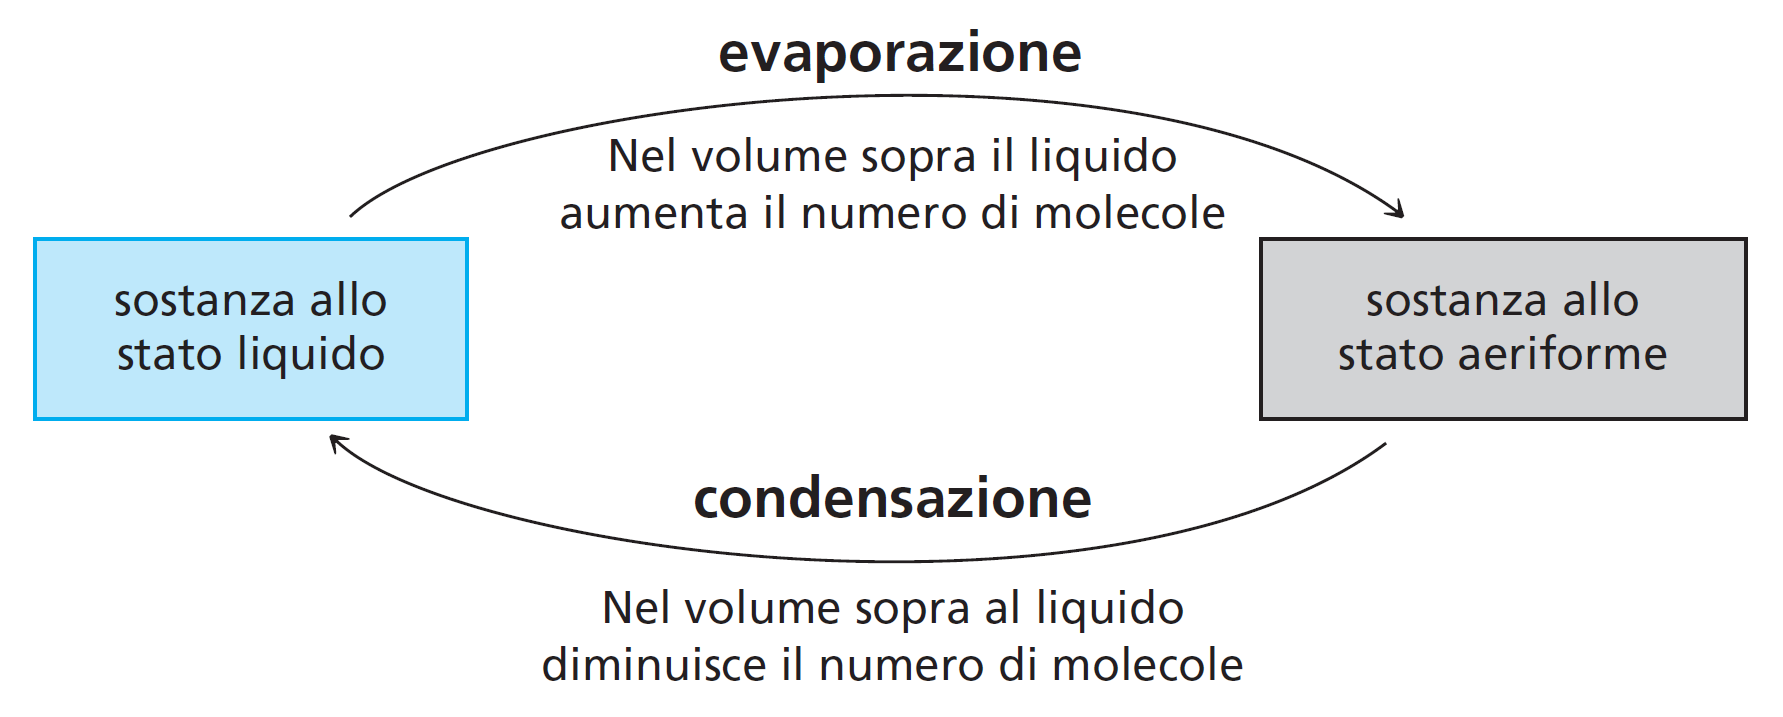 evaporazione
Nel volume sopra il liquido
aumenta il numero di molecole
sostanza allo
stato liquido
sostanza allo
stato aeriforme
condensazione
Nel volume sopra al liquido
diminuisce il numero di molecole